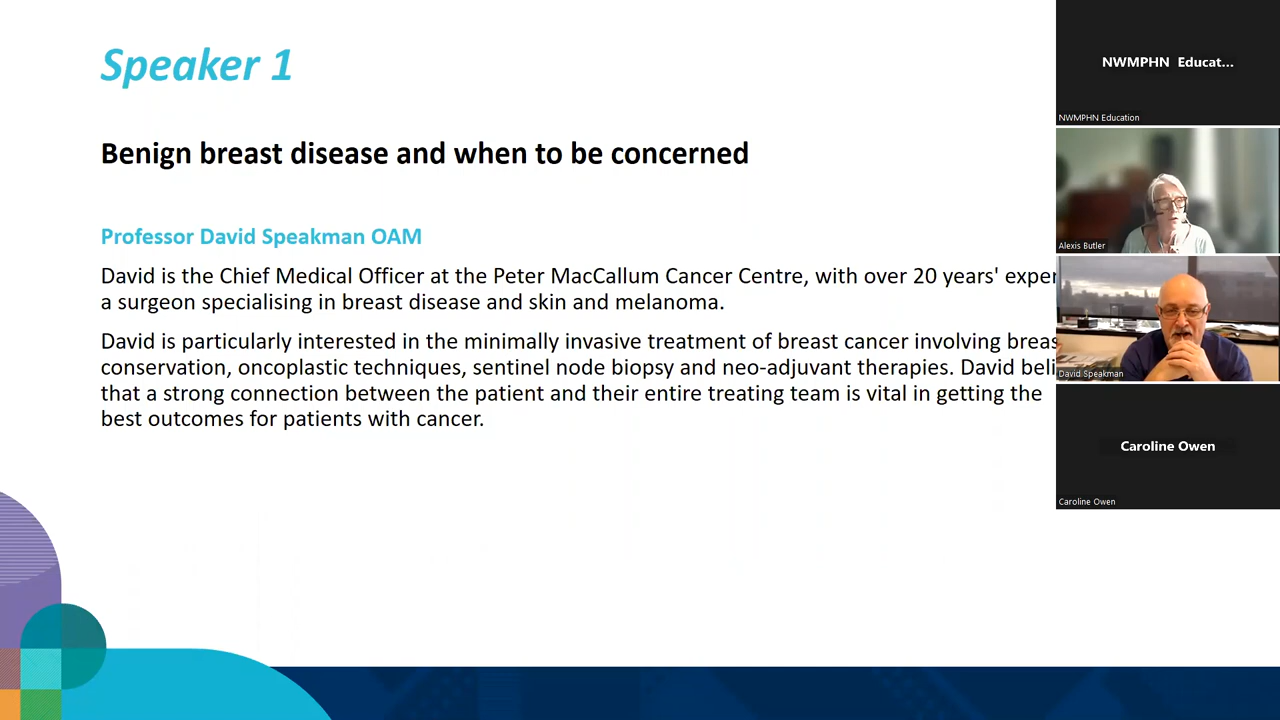 Speaker 1
Benign breast disease and when to be concerned
Professor David Speakman OAM
David is the Chief Medical Officer at the Peter MacCallum Cancer Centre, with over 20 years' exper
a surgeon specialising in breast disease and skin and melanoma.
David is particularly interested in the minimally invasive treatment of breast cancer involving breas
conservation, oncoplastic techniques, sentinel node biopsy and neo-adjuvant therapies. David beli
that a strong connection between the patient and their entire treating team is vital in getting the
best outcomes for patients with cancer.
NWMPHN Educat...
NWMPHN Education
Alexis Butler
David Speakman
Caroline Owen
Caroline Owen